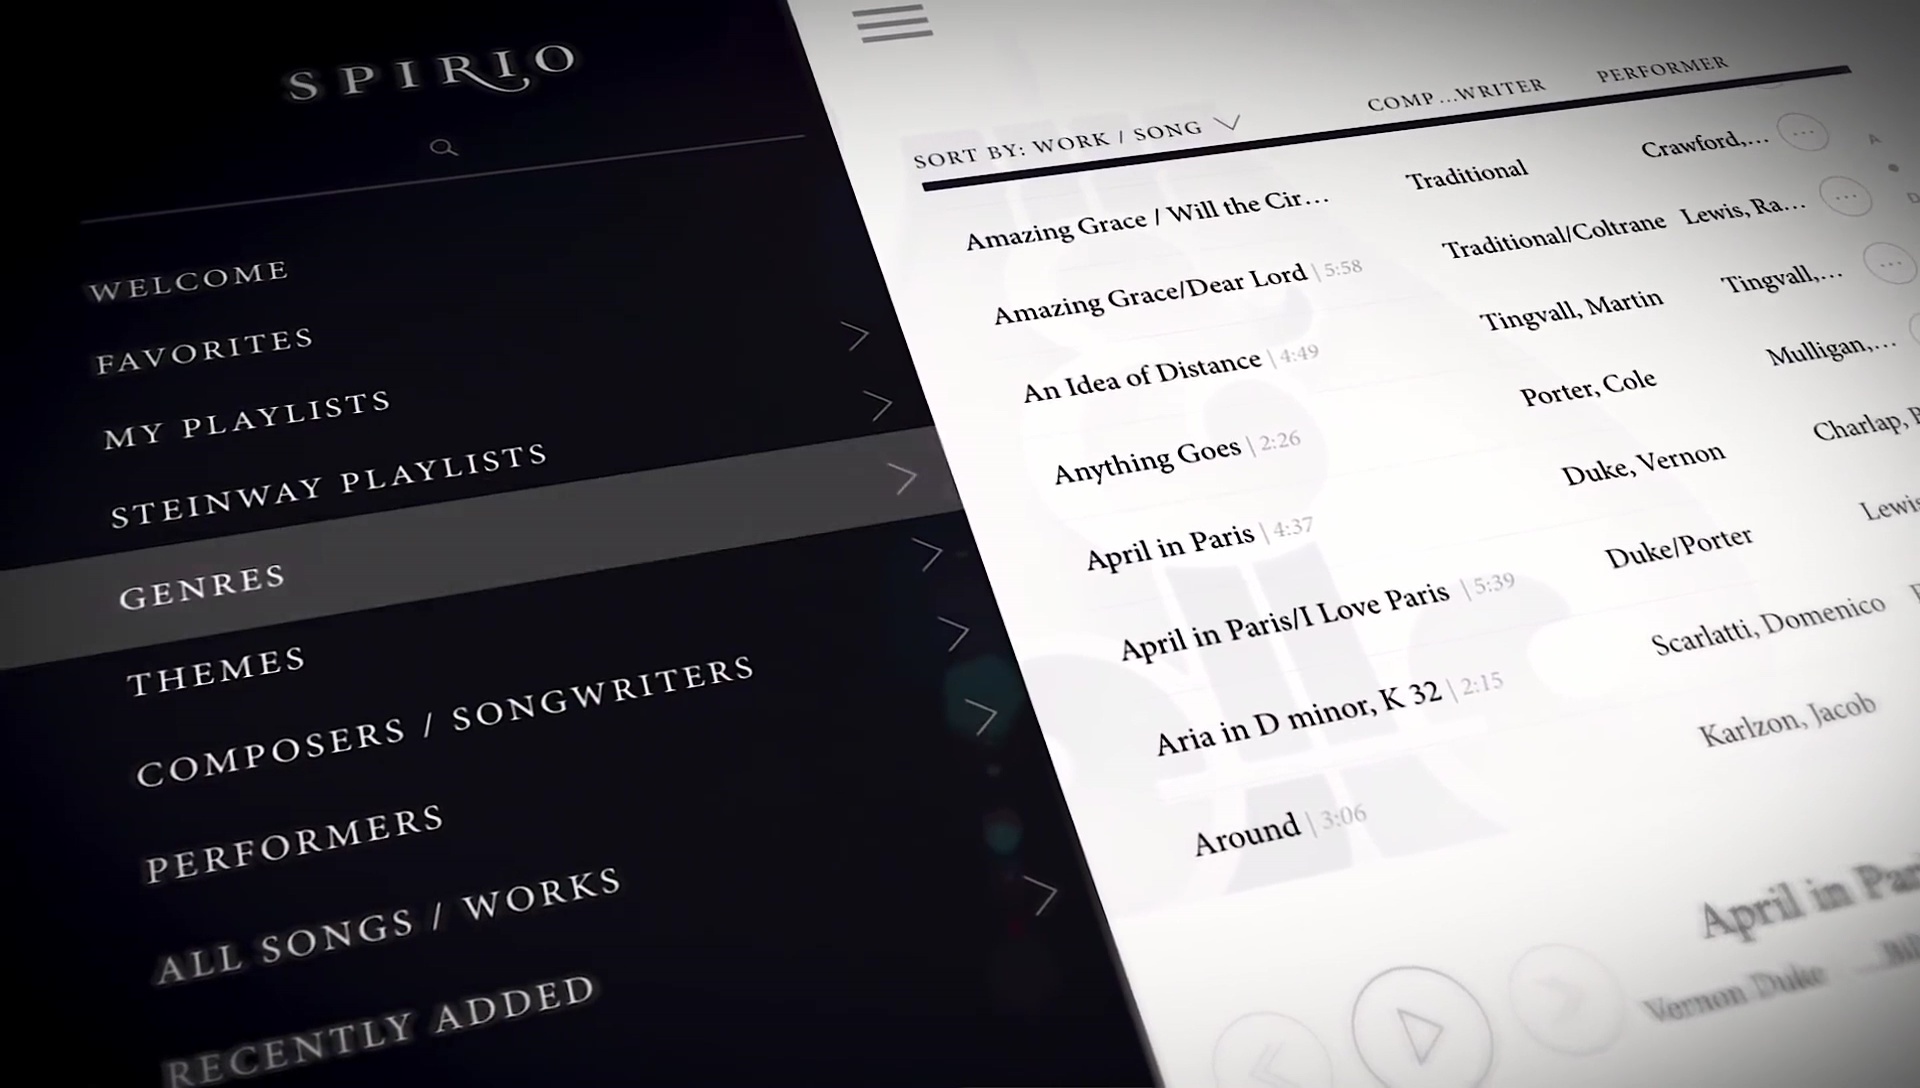 SPIRIO
WELCOME
FAVORITES
MY PLAYLISTS
STEINWAY PLAYLISTS
GENRES
THEMES
COMPOSERS / SONGWRITERS
PERFORMERS
ALL SONGS / WORKS
RECENTLY ADDED
SORT BY: WORK / SONG COMP...WRITER PERFORMER
Amazing Grace / Will the Cir... Traditional Crawford,...
Amazing Grace/Dear Lord | 5:58 Traditional/Coltrane Lewis, Ra...
An Idea of Distance | 4:49 Tingvall, Martin Tingvall,...
Anything Goes | 2:26 Porter, Cole Mulligan,...
April in Paris | 4:37 Duke, Vernon Charlap,
April in Paris/I Love Paris | 5:39 Duke/Porter Lewis
Aria in D minor, K 32 | 2:15 Scarlatti, Domenico
Around | 3:06 Karlzon, Jacob
A
D
April in Par
Vernon Duke